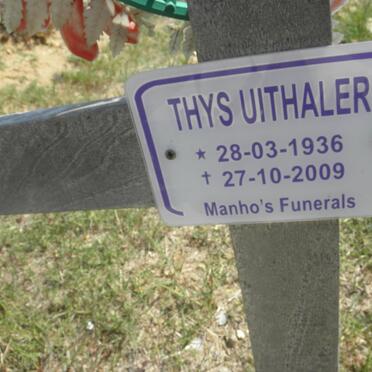 THYS UITHALER
★ 28-03-1936
✝ 27-10-2009
Manho's Funerals